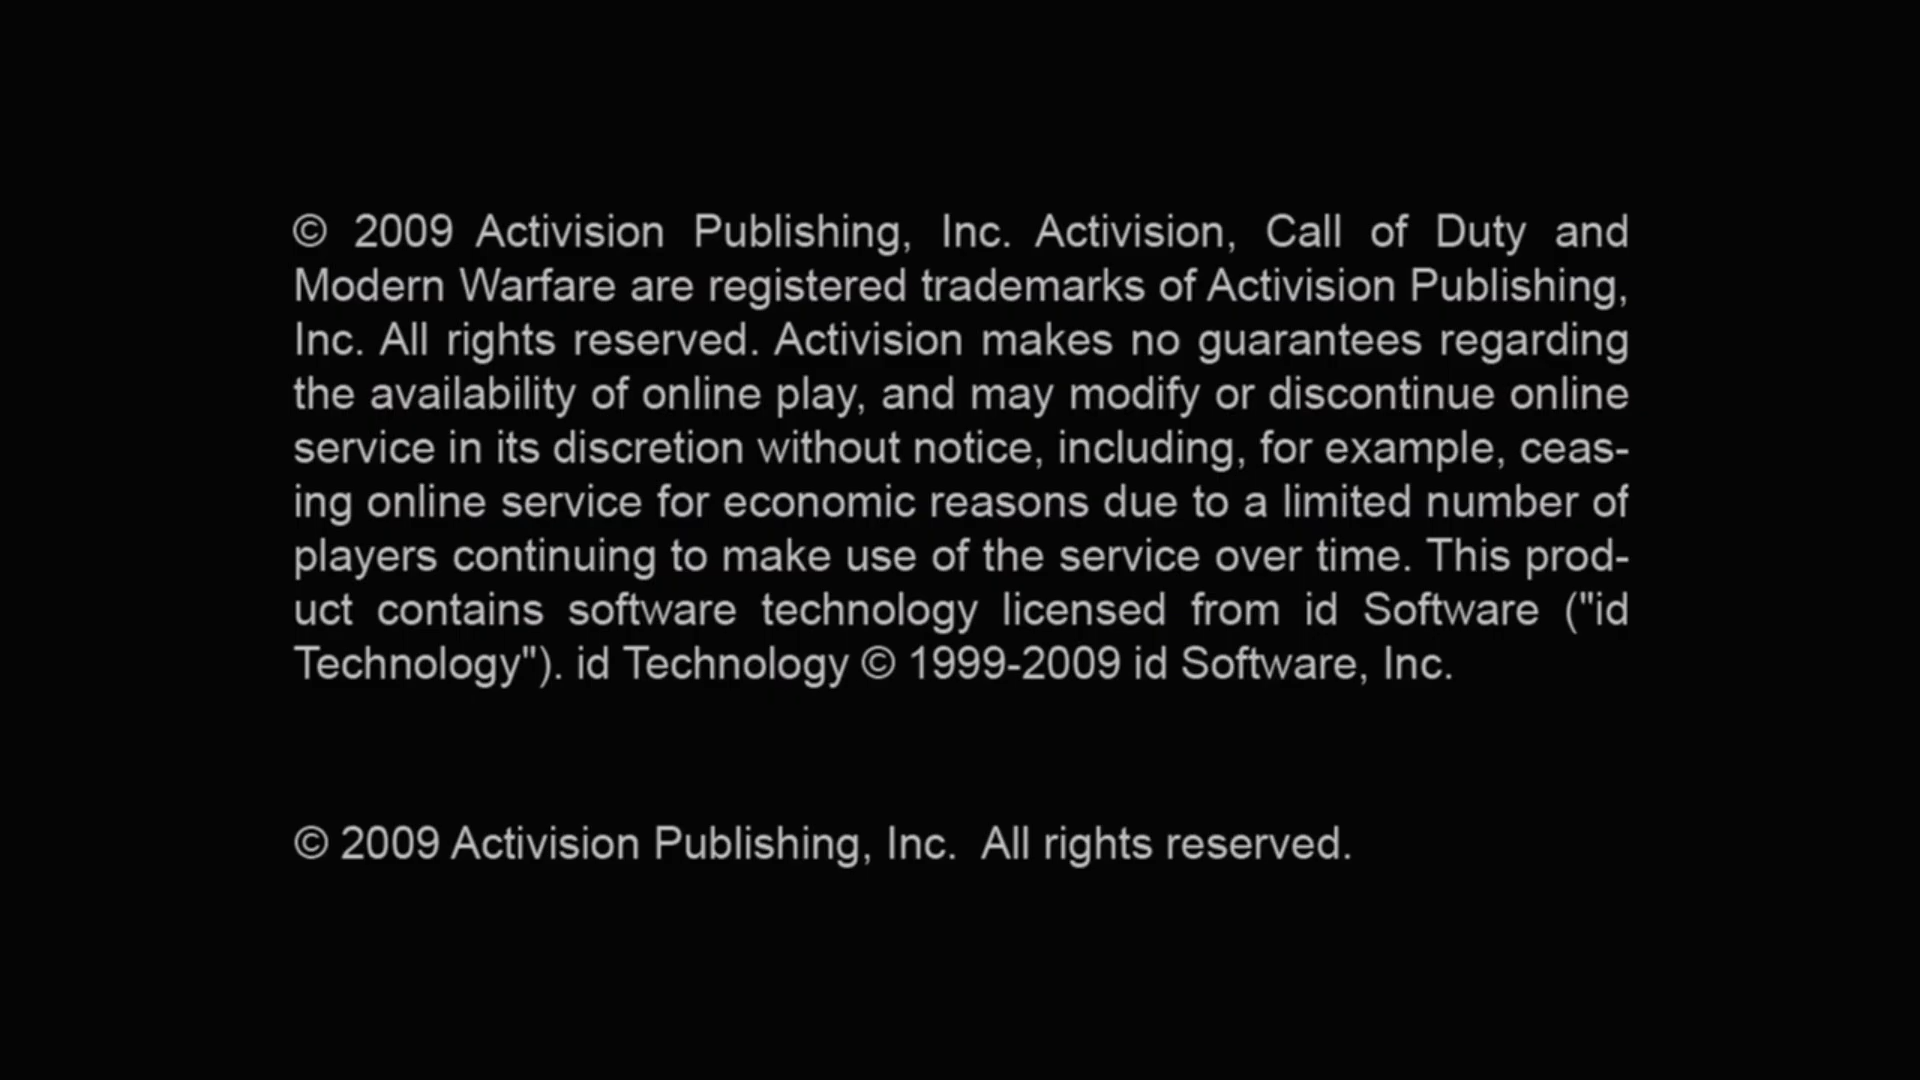 © 2009 Activision Publishing, Inc. Activision, Call of Duty and
Modern Warfare are registered trademarks of Activision Publishing,
Inc. All rights reserved. Activision makes no guarantees regarding
the availability of online play, and may modify or discontinue online
service in its discretion without notice, including, for example, ceas-
ing online service for economic reasons due to a limited number of
players continuing to make use of the service over time. This prod-
uct contains software technology licensed from id Software ("id
Technology"). id Technology © 1999-2009 id Software, Inc.
© 2009 Activision Publishing, Inc.  All rights reserved.